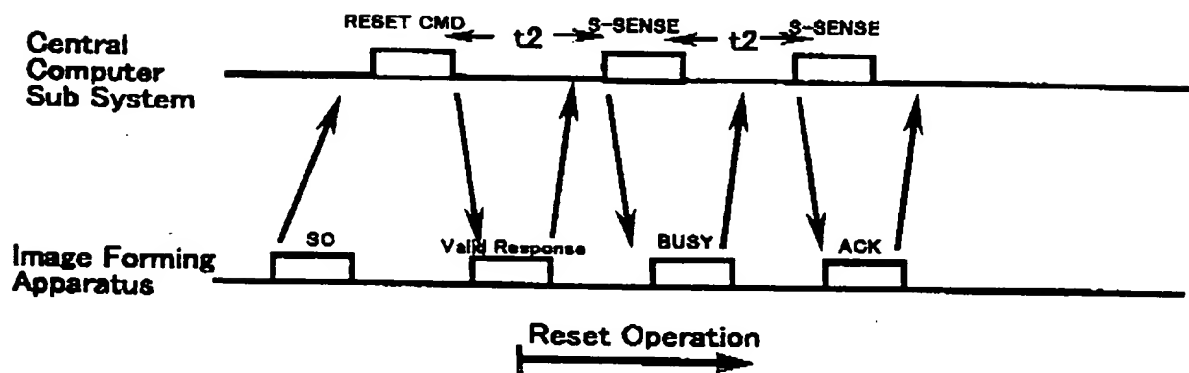 RESET CMD
t2
S-SENSE
t2
S-SENSE
Central
Computer
Sub System
SC
Valid Response
BUSY
ACK
Image Forming
Apparatus
Reset Operation